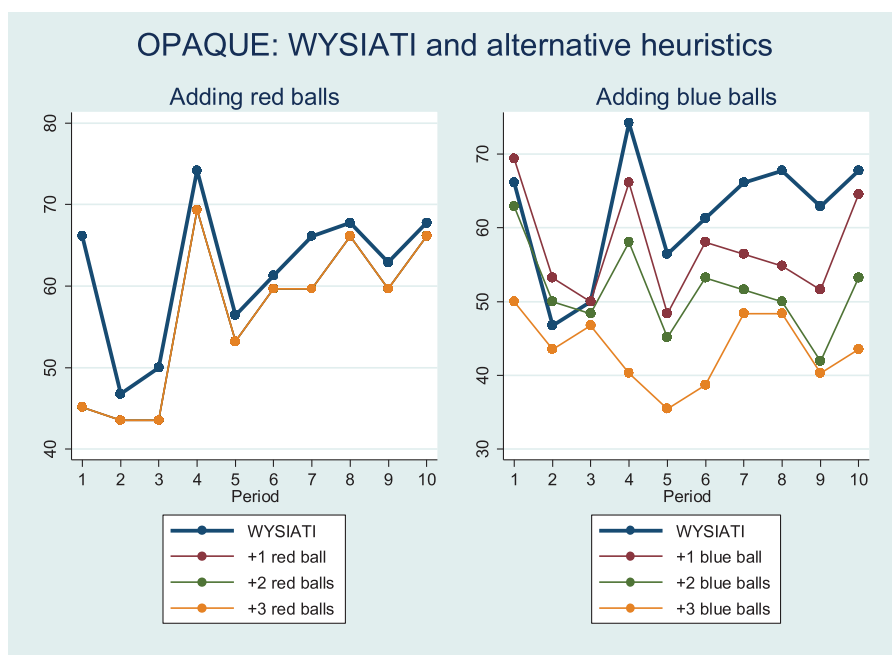 OPAQUE: WYSIATI and alternative heuristics
Adding red balls
80
70
60
50
40
1 2 3 4 5 6 7 8 9 10
Period
WYSIATI
+1 red ball
+2 red balls
+3 red balls
Adding blue balls
70
60
50
40
30
1 2 3 4 5 6 7 8 9 10
Period
WYSIATI
+1 blue ball
+2 blue balls
+3 blue balls